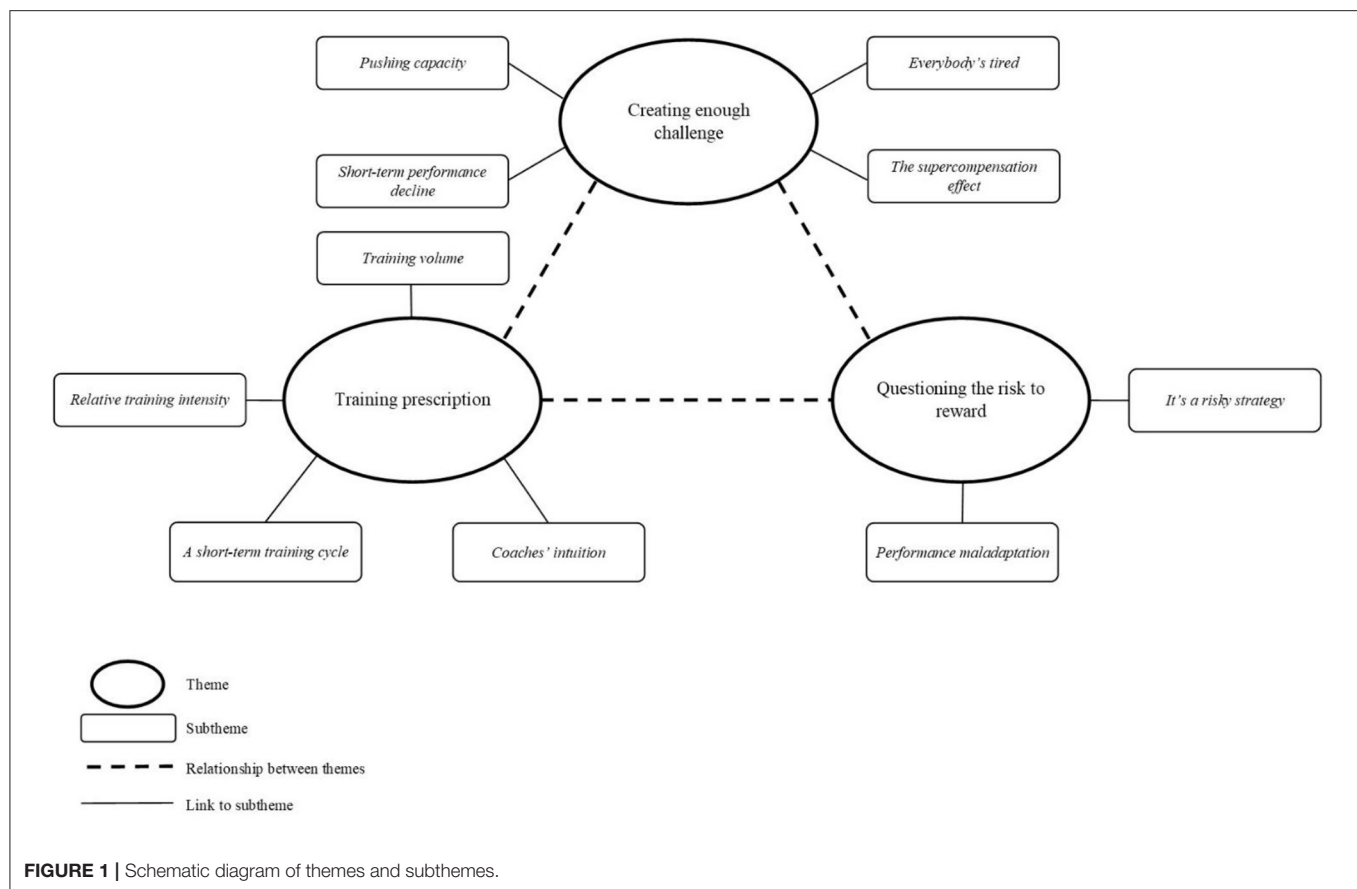 Pushing capacity
Everybody's tired
Creating enough
challenge
Short-term performance
decline
The supercompensation
effect
Training volume
Relative training intensity
Training prescription
Questioning the risk to
reward
It's a risky strategy
A short-term training cycle
Coaches' intuition
Performance maladaptation
Theme
Subtheme
Relationship between themes
Link to subtheme
FIGURE 1 | Schematic diagram of themes and subthemes.